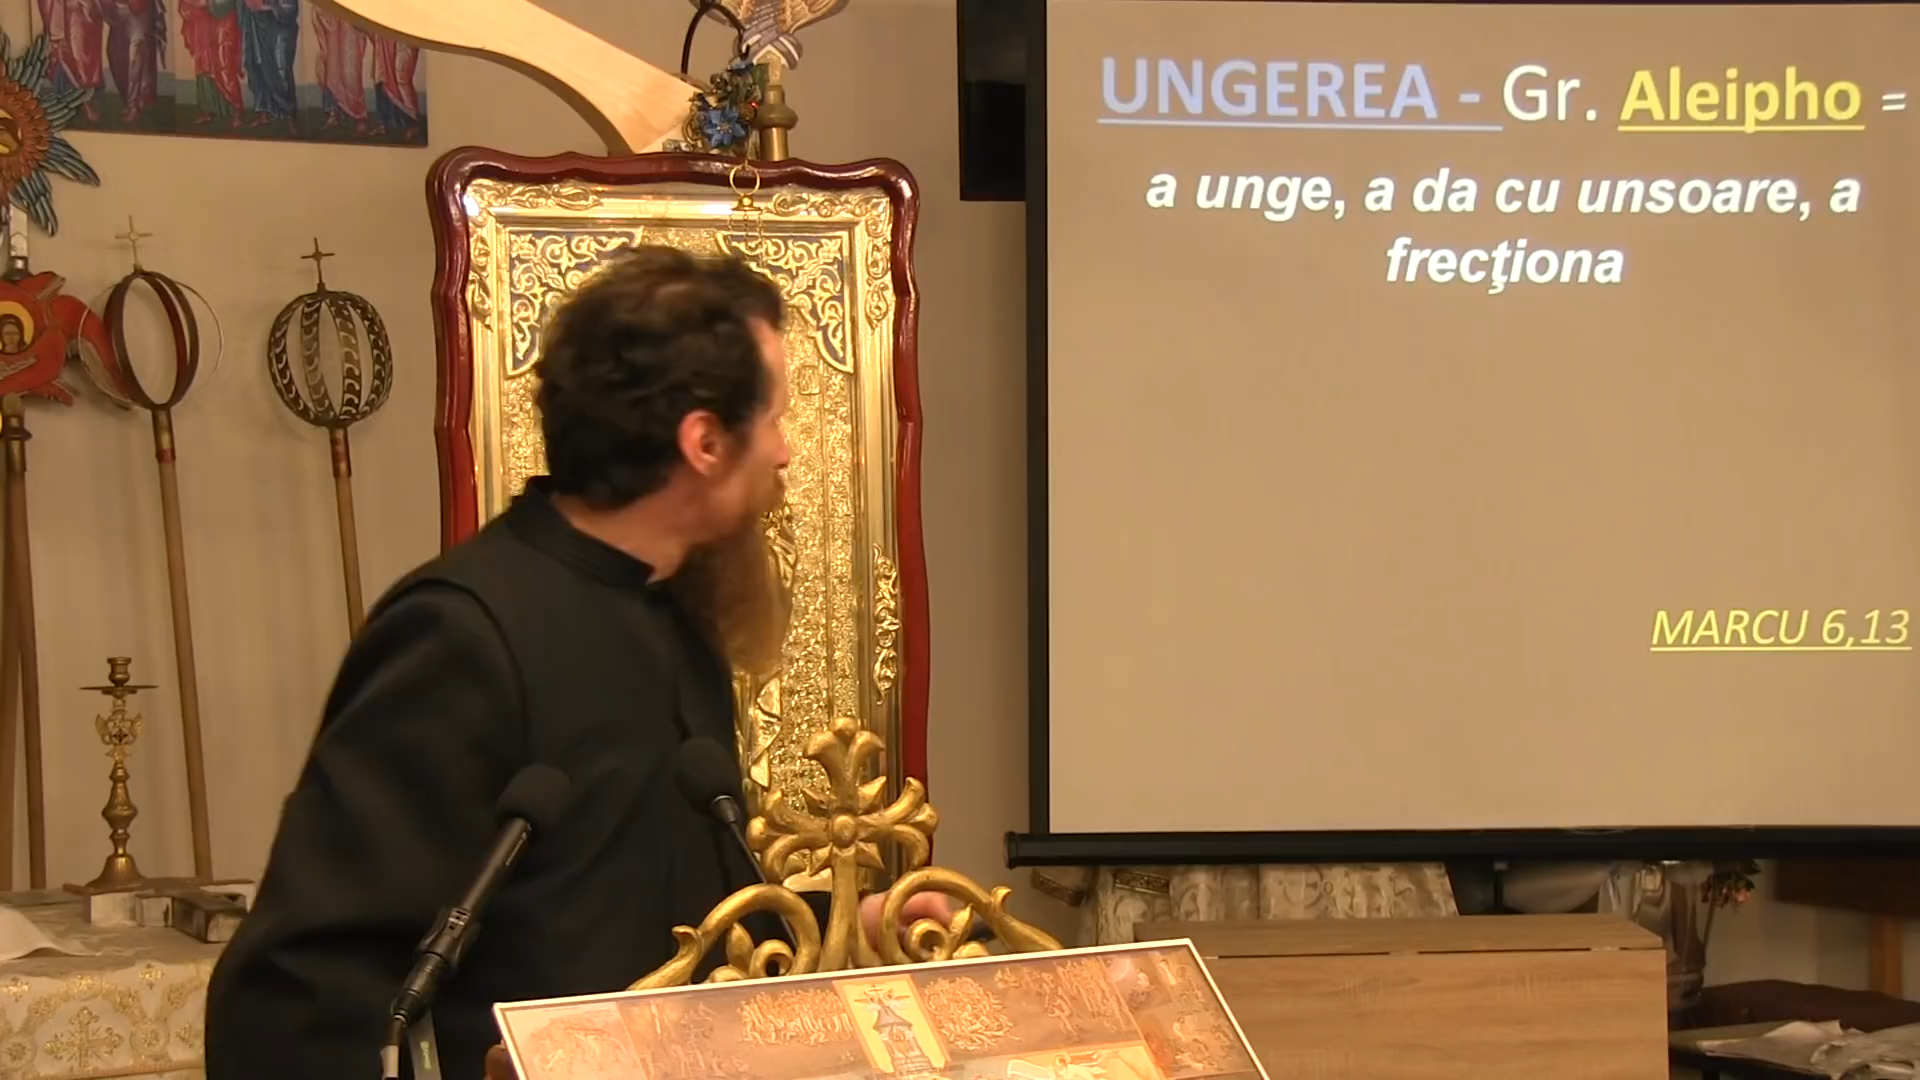 UNGEREA - Gr. Aleipho =
a unge, a da cu unsoare, a
frecţiona
MARCU 6,13